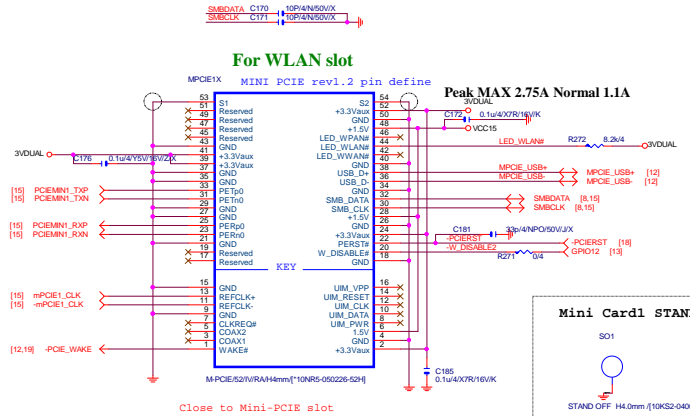 SMBDATA C170 10P/4/N/50V/X
SMBCLK C171 10P/4/N/50V/X
For WLAN slot
MPCIE1X
MINI PCIE rev1.2 pin define
Peak MAX 2.75A Normal 1.1A
53 S1 S2 54
51 Reserved +3.3Vaux 52 3VDUAL
49 Reserved GND 50 C172 0.1u/4/X7R/16V/K
47 Reserved +1.5V 48 VCC15
45 Reserved LED_WPAN# 46
43 GND LED_WLAN# 44 LED_WLAN# R272 8.2k/4 3VDUAL
3VDUAL 41 +3.3Vaux LED_WWAN# 42
C176 0.1u/4/Y5V/16V/Z/X 39 +3.3Vaux GND 40
37 GND USB_D+ 38 MPCIE_USB+ MPCIE_USB+ [12]
35 GND USB_D- 36 MPCIE_USB- MPCIE_USB- [12]
[15] PCIEMIN1_TXP 33 PETp0 GND 34
[15] PCIEMIN1_TXN 31 PETn0 SMB_DATA 32 SMBDATA [8,15]
29 GND SMB_CLK 30 SMBCLK [8,15]
27 GND +1.5V 28
[15] PCIEMIN1_RXP 25 PERp0 GND 26 C181 33p/4/NPO/50V/J/X
[15] PCIEMIN1_RXN 23 PERn0 +3.3Vaux 24
21 GND PERST# 22 -PCIERST -PCIERST [18]
19 Reserved W_DISABLE# 20 -W_DISABLE2 GPIO12 [13]
17 Reserved GND 18 R271 0/4
KEY
15 GND UIM_VPP 16
[15] mPCIE1_CLK 13 REFCLK+ UIM_RESET 14
[15] -mPCIE1_CLK 11 REFCLK- UIM_CLK 12
9 GND UIM_DATA 10
7 CLKREQ# UIM_PWR 8
5 COAX2 1.5V 6
3 COAX1 GND 4
[12,19] -PCIE_WAKE 1 WAKE# +3.3Vaux 2
C185
0.1u/4/X7R/16V/K
M-PCIE/52/IV/RA/H4mm/[*10NR5-050226-52H]
Close to Mini-PCIE slot
Mini Card1 STAN
SO1
STAND OFF H4.0mm /[10KS2-040